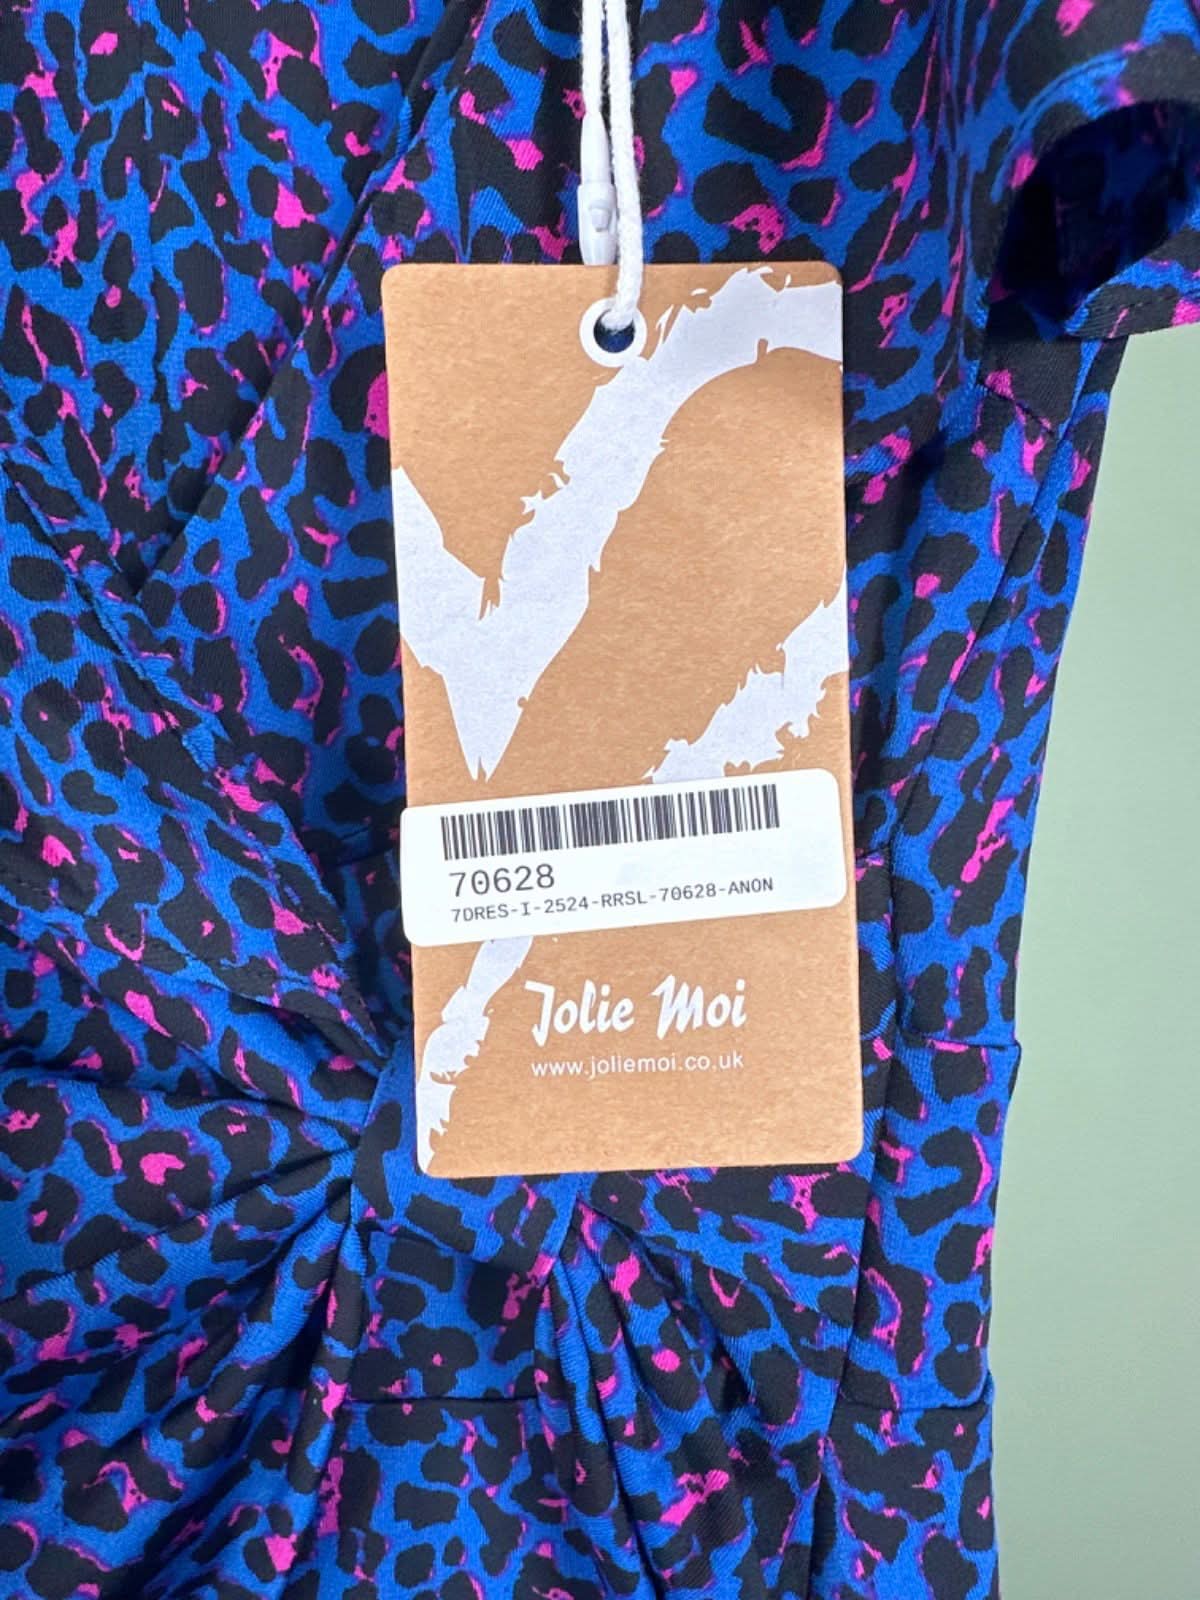 70628
7DRES-I-2524-RRSL-70628-ANON
Jolie Moi
www.joliemoi.co.uk